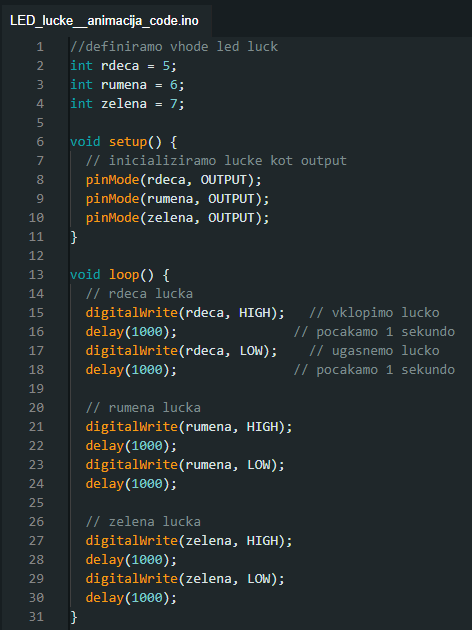 LED_lucke__animacija_code.ino
1 //definiramo vhode led luck
2 int rdeca = 5;
3 int rumena = 6;
4 int zelena = 7;
5
6 void setup() {
7   // inicializiramo lucke kot output
8   pinMode(rdeca, OUTPUT);
9   pinMode(rumena, OUTPUT);
10   pinMode(zelena, OUTPUT);
11 }
12
13 void loop() {
14   // rdeca lucka
15   digitalWrite(rdeca, HIGH);   // vklopimo lucko
16   delay(1000);               // pocakamo 1 sekundo
17   digitalWrite(rdeca, LOW);    // ugasnemo lucko
18   delay(1000);               // pocakamo 1 sekundo
19
20   // rumena lucka
21   digitalWrite(rumena, HIGH);
22   delay(1000);
23   digitalWrite(rumena, LOW);
24   delay(1000);
25
26   // zelena lucka
27   digitalWrite(zelena, HIGH);
28   delay(1000);
29   digitalWrite(zelena, LOW);
30   delay(1000);
31 }